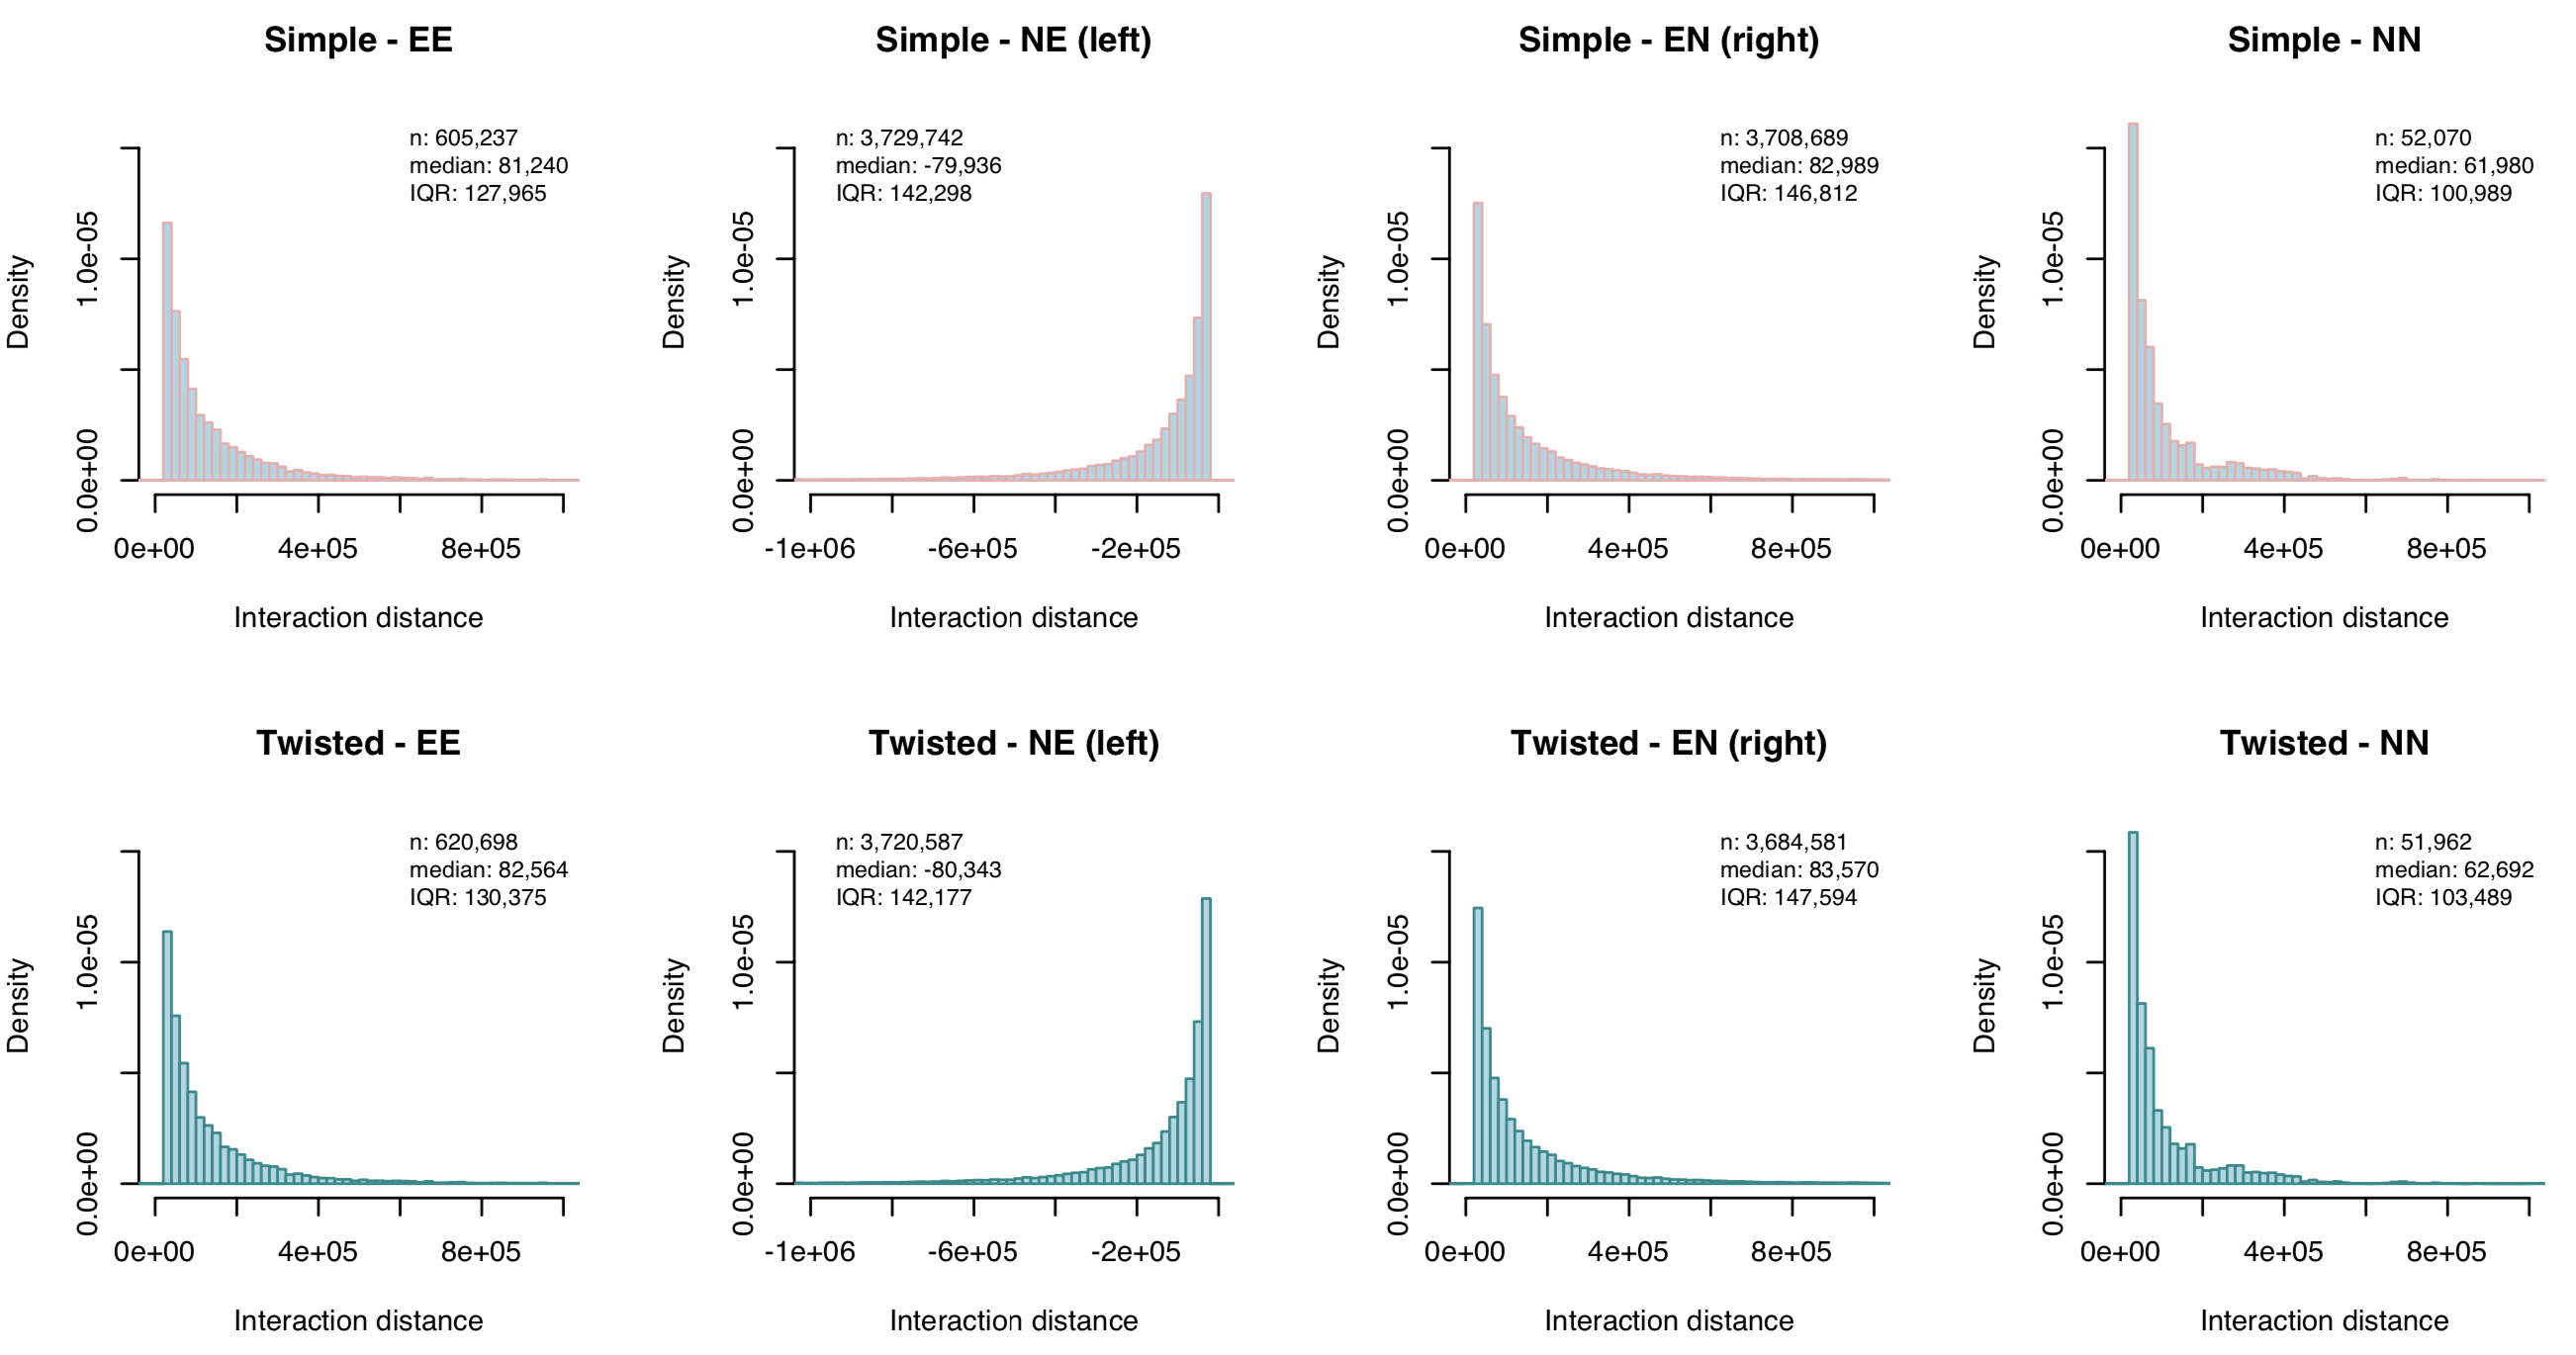 Simple - EE
n: 605,237
median: 81,240
IQR: 127,965
Density
0.0e+00
1.0e-05
0e+00 4e+05 8e+05
Interaction distance
Simple - NE (left)
n: 3,729,742
median: -79,936
IQR: 142,298
Density
0.0e+00
1.0e-05
-1e+06 -6e+05 -2e+05
Interaction distance
Simple - EN (right)
n: 3,708,689
median: 82,989
IQR: 146,812
Density
0.0e+00
1.0e-05
0e+00 4e+05 8e+05
Interaction distance
Simple - NN
n: 52,070
median: 61,980
IQR: 100,989
Density
0.0e+00
1.0e-05
0e+00 4e+05 8e+05
Interaction distance
Twisted - EE
n: 620,698
median: 82,564
IQR: 130,375
Density
0.0e+00
1.0e-05
0e+00 4e+05 8e+05
Interaction distance
Twisted - NE (left)
n: 3,720,587
median: -80,343
IQR: 142,177
Density
0.0e+00
1.0e-05
-1e+06 -6e+05 -2e+05
Interaction distance
Twisted - EN (right)
n: 3,684,581
median: 83,570
IQR: 147,594
Density
0.0e+00
1.0e-05
0e+00 4e+05 8e+05
Interaction distance
Twisted - NN
n: 51,962
median: 62,692
IQR: 103,489
Density
0.0e+00
1.0e-05
0e+00 4e+05 8e+05
Interaction distance